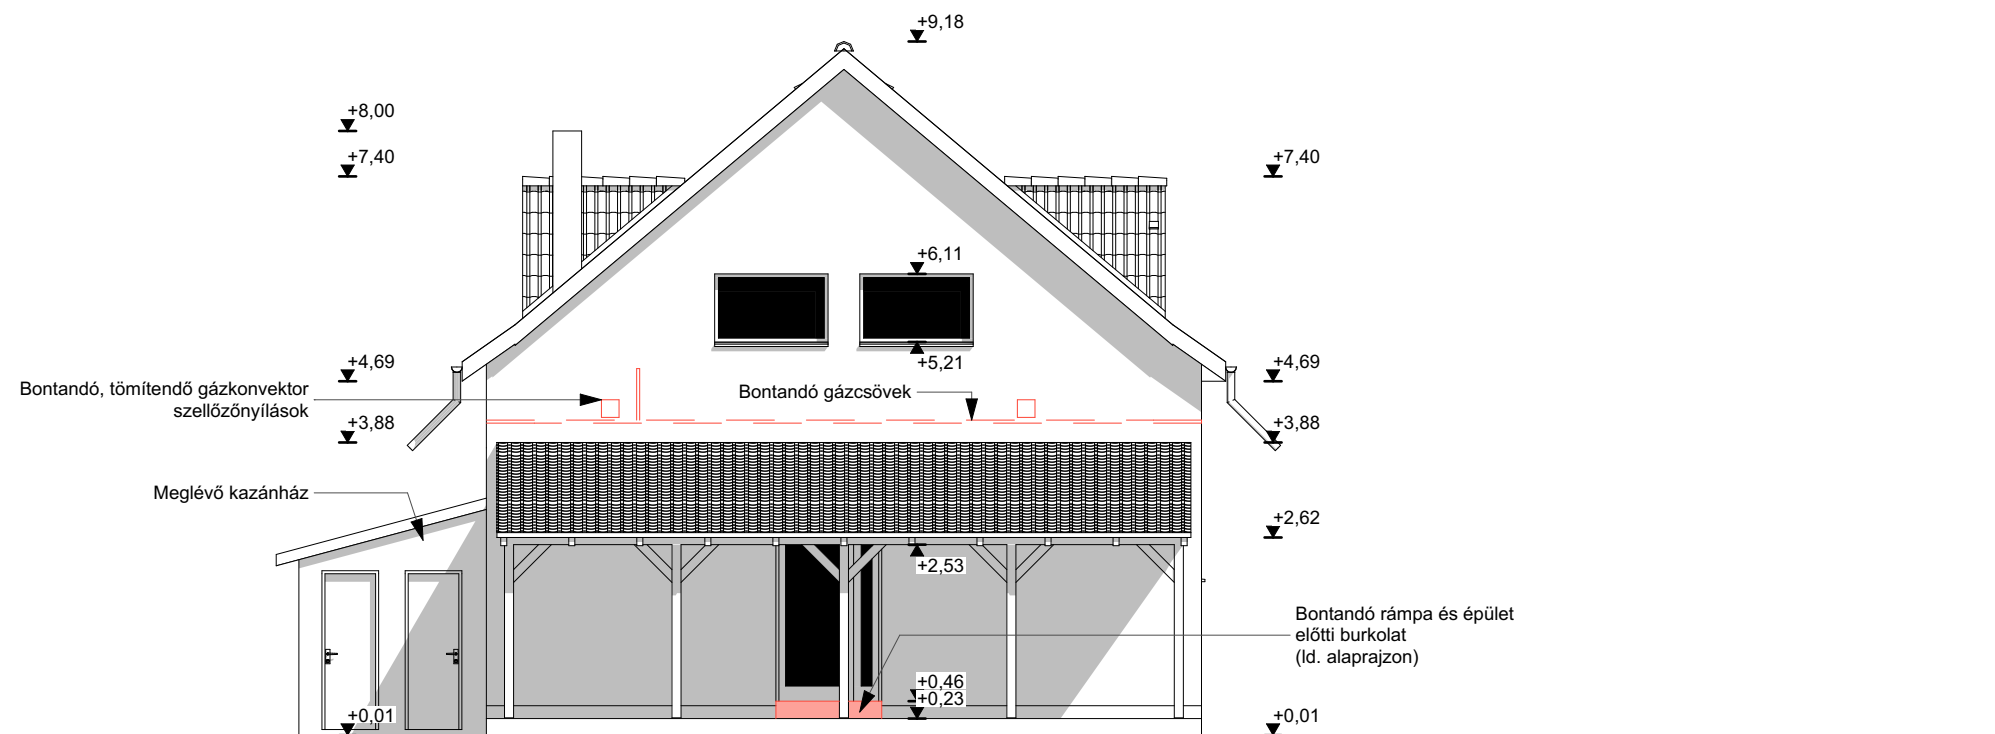 +9,18
+8,00
+7,40
+7,40
+6,11
+5,21
+4,69
+4,69
Bontandó, tömítendő gázkonvektor
szellőzőnyílások
Bontandó gázcsövek
+3,88
+3,88
Meglévő kazánház
+2,62
+2,53
Bontandó rámpa és épület
előtti burkolat
(ld. alaprajzon)
+0,46
+0,23
+0,01
+0,01